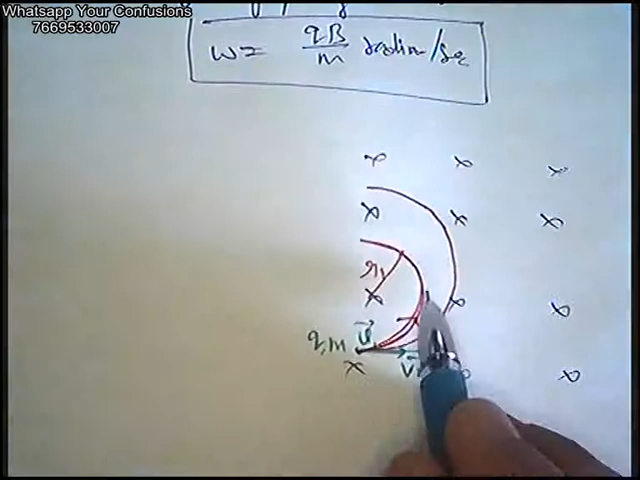 Whatsapp Your Confusions
7669533007
w = qB/m radian/sec
x x x
x x x
r₁
x x x
q, m v⃗
x v⃗ x